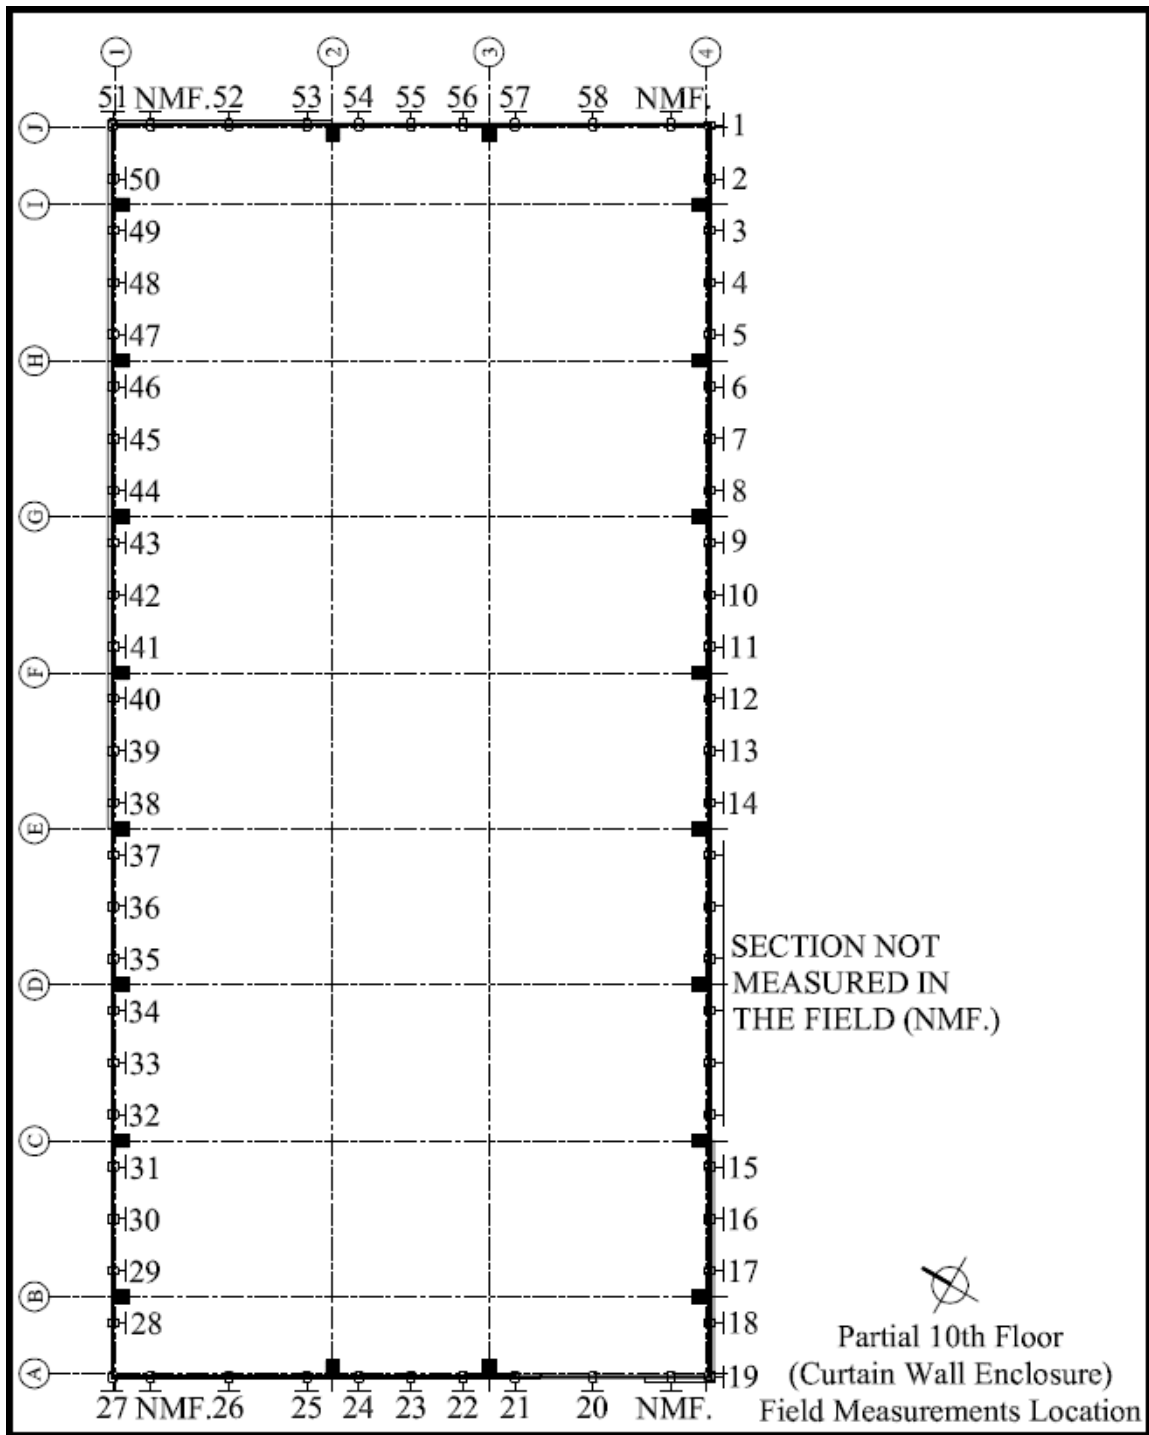 1 2 3 4
51 NMF. 52 53 54 55 56 57 58 NMF.
J 1
50 2
I
49 3
48 4
47 5
H
46 6
45 7
44 8
G
43 9
42 10
41 11
F
40 12
39 13
38 14
E
37
36
35 SECTION NOT
D MEASURED IN
34 THE FIELD (NMF.)
33
32
C
31 15
30 16
29 17
B
28 18
Partial 10th Floor
A 19 (Curtain Wall Enclosure)
27 NMF. 26 25 24 23 22 21 20 NMF. Field Measurements Location